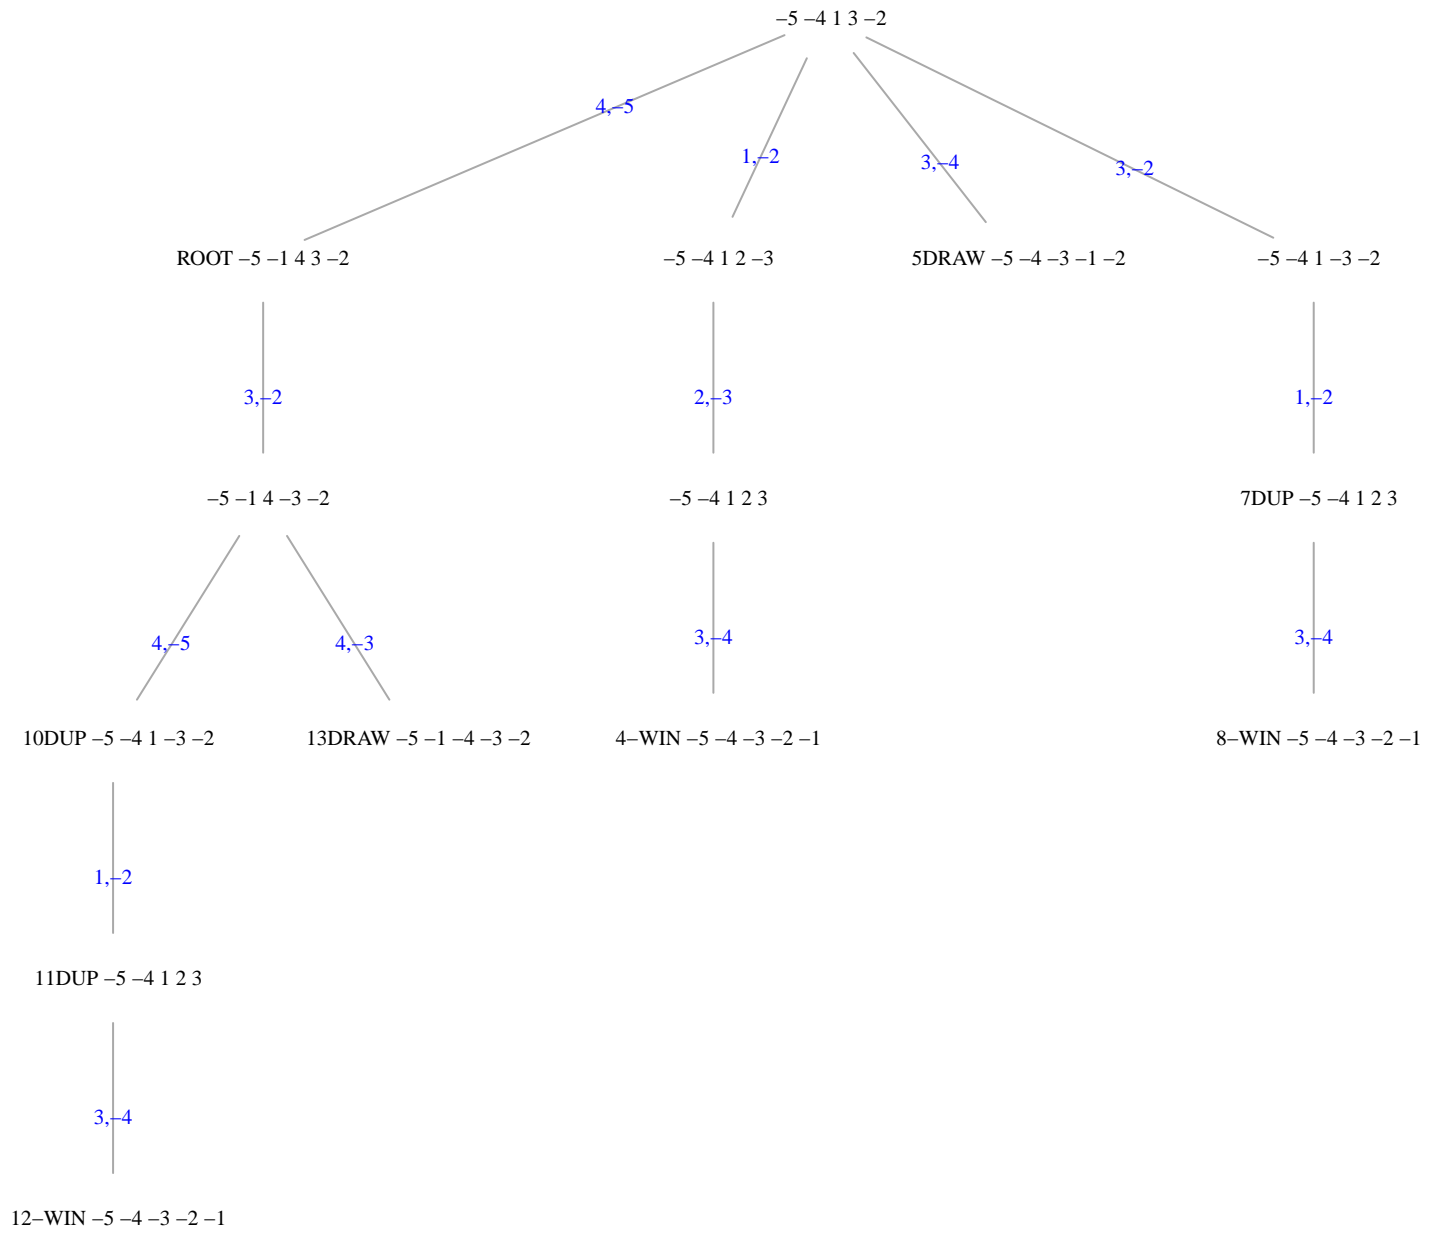 −5 −4 1 3 −2
4,−5
1,−2
3,−4
3,−2
ROOT −5 −1 4 3 −2
−5 −4 1 2 −3
5DRAW −5 −4 −3 −1 −2
−5 −4 1 −3 −2
3,−2
2,−3
1,−2
−5 −1 4 −3 −2
−5 −4 1 2 3
7DUP −5 −4 1 2 3
4,−5
4,−3
3,−4
3,−4
10DUP −5 −4 1 −3 −2
13DRAW −5 −1 −4 −3 −2
4−WIN −5 −4 −3 −2 −1
8−WIN −5 −4 −3 −2 −1
1,−2
11DUP −5 −4 1 2 3
3,−4
12−WIN −5 −4 −3 −2 −1